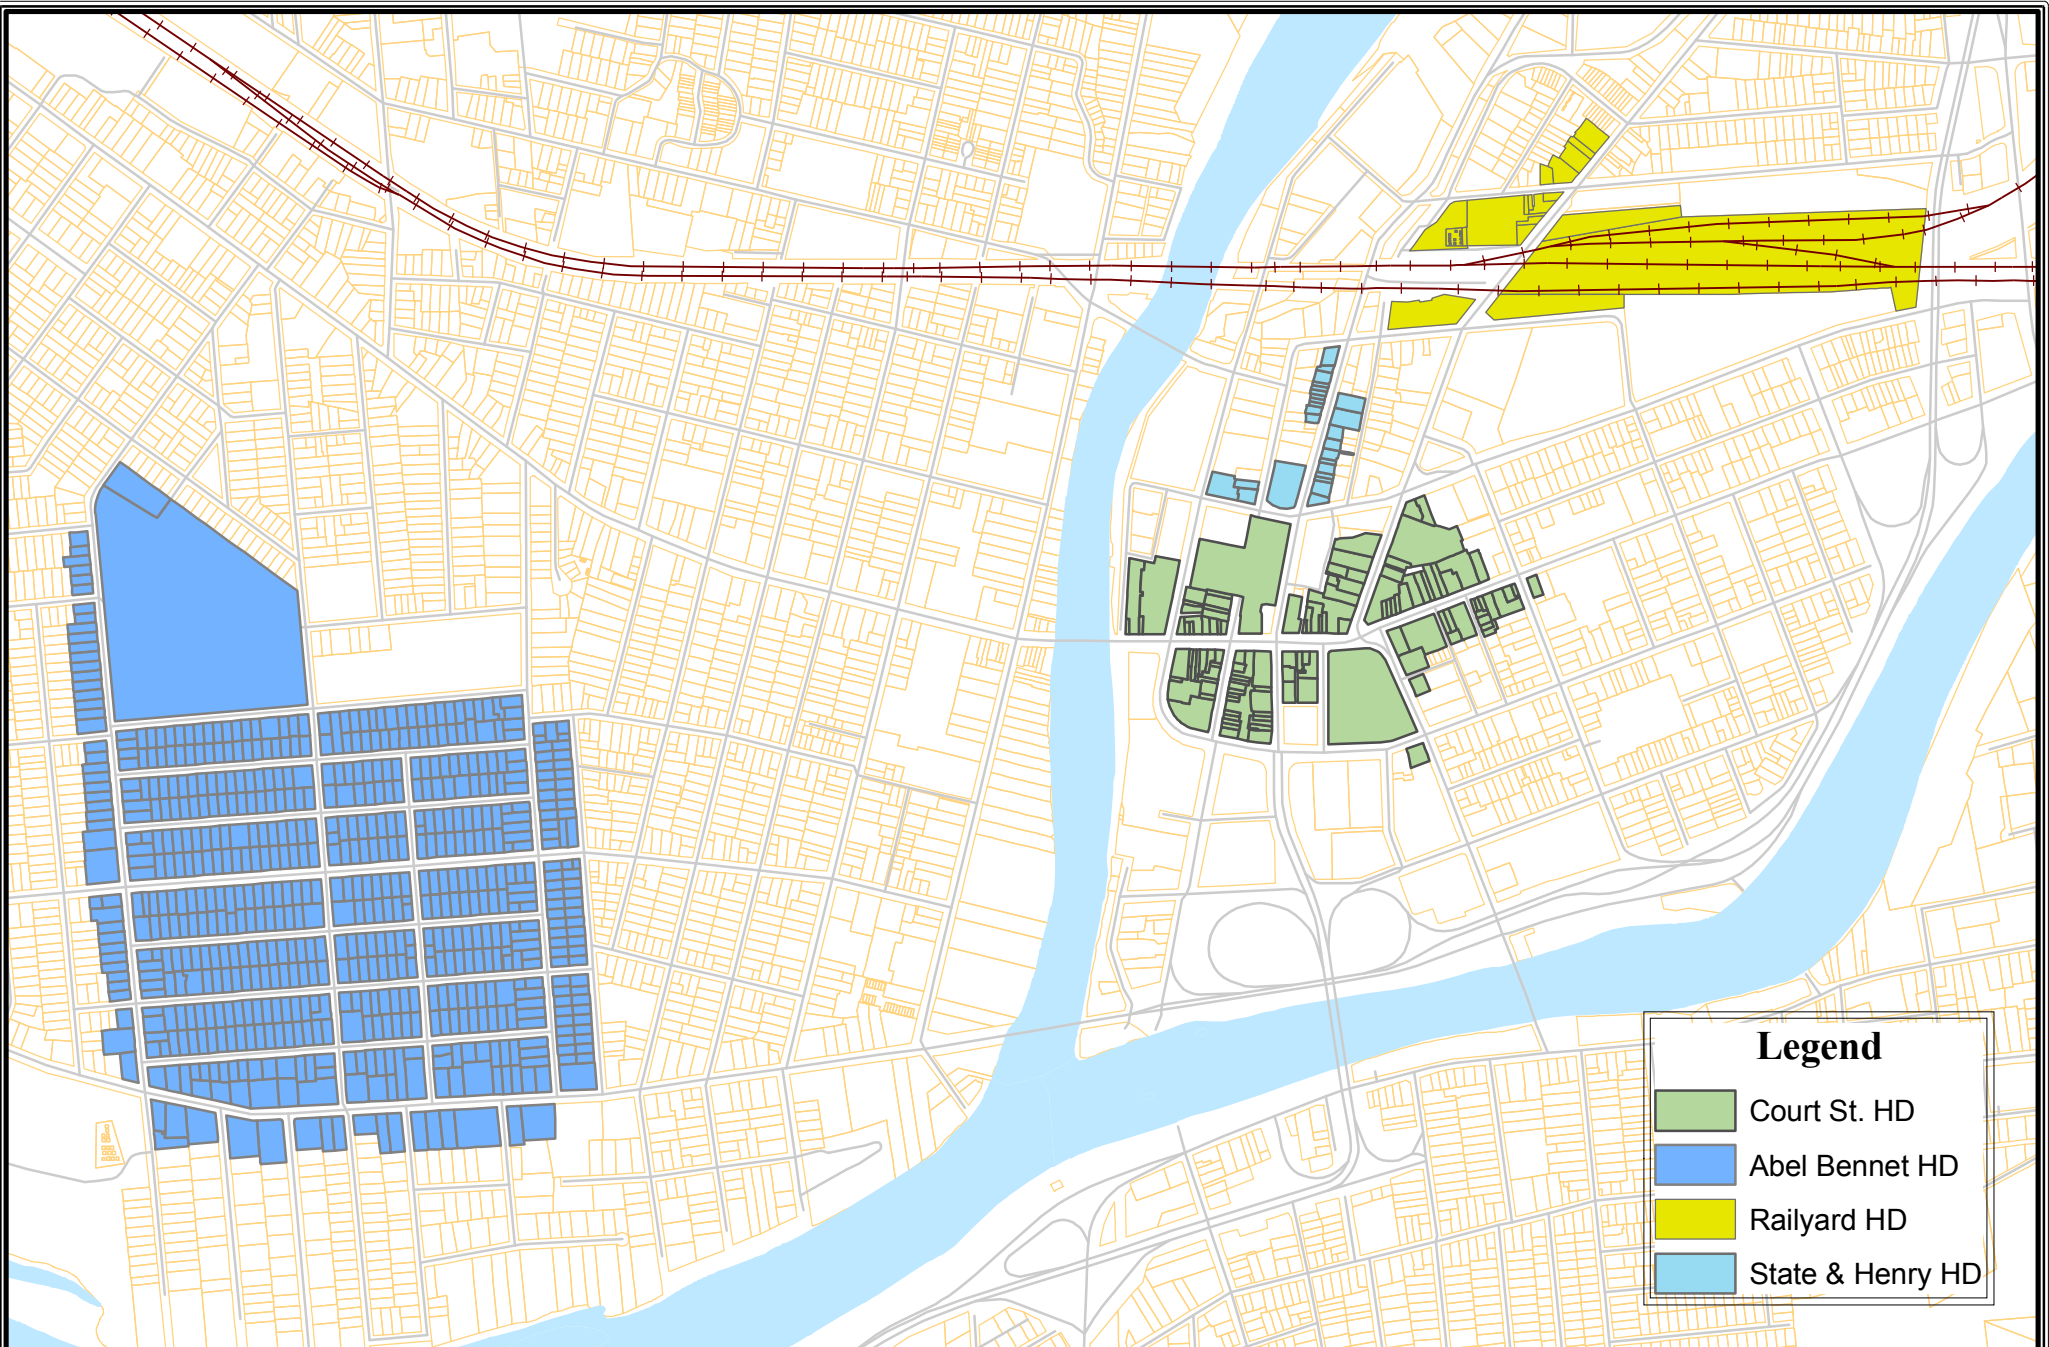 Legend
Court St. HD
Abel Bennet HD
Railyard HD
State & Henry HD